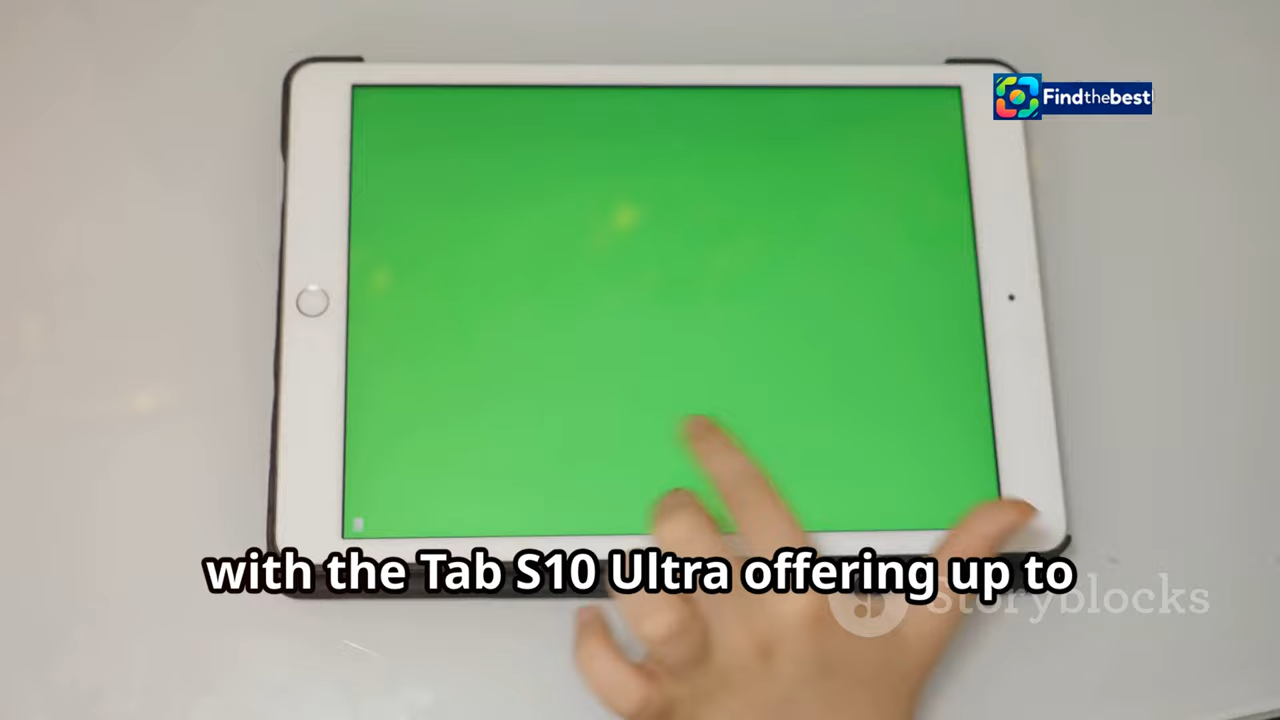 Findthebest
with the Tab S10 Ultra offering up to
Storyblocks